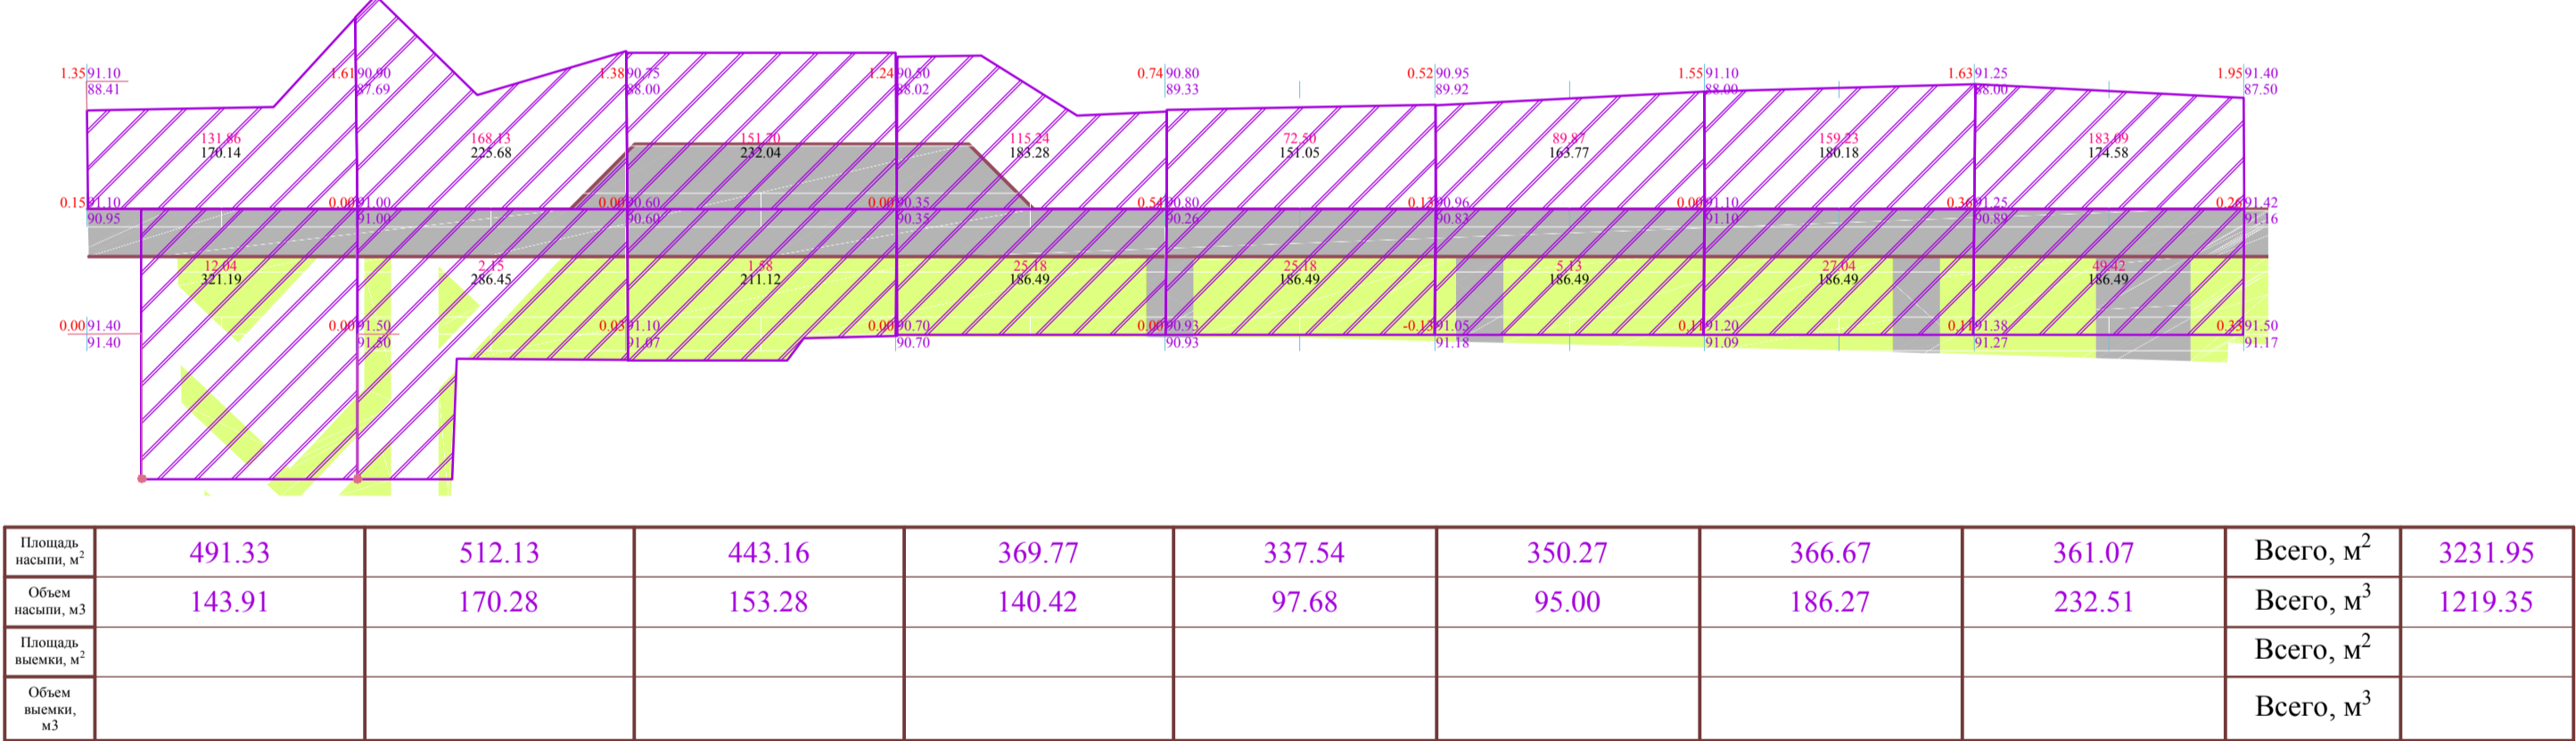 1.35 91.10 1.61 90.90 1.38 90.75 1.24 90.50 0.74 90.80 0.52 90.95 1.55 91.10 1.63 91.25 1.95 91.40
88.41 87.69 88.00 88.02 89.33 89.92 88.00 88.00 87.50
131.86 168.13 151.20 115.24 72.50 89.87 159.23 183.09
170.14 225.68 232.04 183.28 151.05 163.77 180.18 174.58
0.15 91.10 0.00 91.00 0.00 90.60 0.00 90.35 0.54 90.80 0.13 90.96 0.00 91.10 0.36 91.25 0.26 91.42
90.95 91.00 90.60 90.35 90.26 90.83 91.10 90.89 91.16
12.04 2.15 1.58 25.18 25.18 5.13 27.04 49.42
321.19 286.45 211.12 186.49 186.49 186.49 186.49 186.49
0.00 91.40 0.00 91.50 0.03 91.10 0.00 90.70 0.00 90.93 -0.13 91.05 0.11 91.20 0.11 91.38 0.33 91.50
91.40 91.50 91.07 90.70 90.93 91.18 91.09 91.27 91.17
Площадь
насыпи, м² 491.33 512.13 443.16 369.77 337.54 350.27 366.67 361.07 Всего, м² 3231.95
Объем
насыпи, м3 143.91 170.28 153.28 140.42 97.68 95.00 186.27 232.51 Всего, м³ 1219.35
Площадь
выемки, м² Всего, м²
Объем
выемки,
м3 Всего, м³